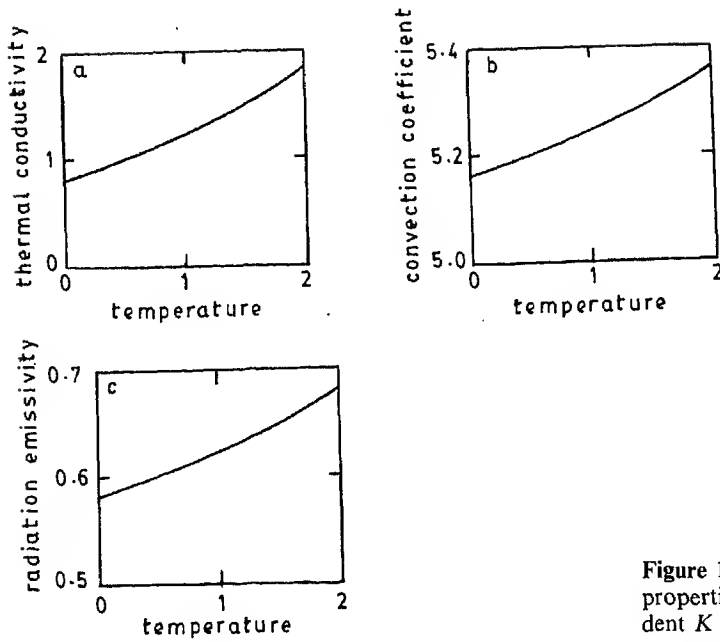 2
a
thermal conductivity
1
0
0
1
2
temperature
5.4
b
convection coefficient
5.2
5.0
0
1
2
temperature
0.7
c
radiation emissivity
0.6
0.5
0
1
2
temperature
Figure 1
properti
dent K